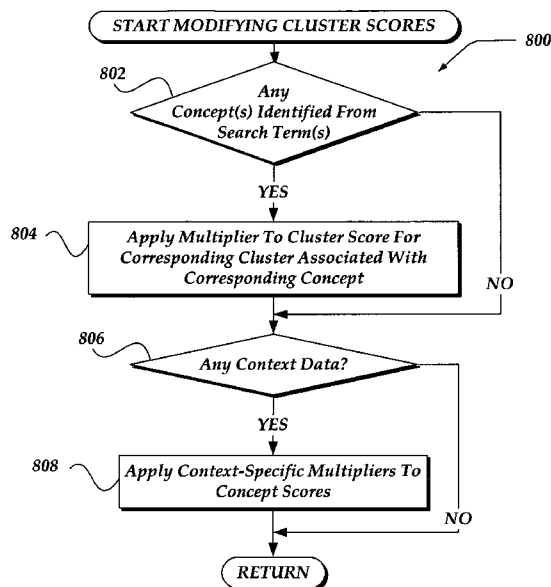 START MODIFYING CLUSTER SCORES
800
802
Any
Concept(s) Identified From
Search Term(s)
YES
804
Apply Multiplier To Cluster Score For
Corresponding Cluster Associated With
Corresponding Concept
NO
806
Any Context Data?
YES
808
Apply Context-Specific Multipliers To
Concept Scores
NO
RETURN